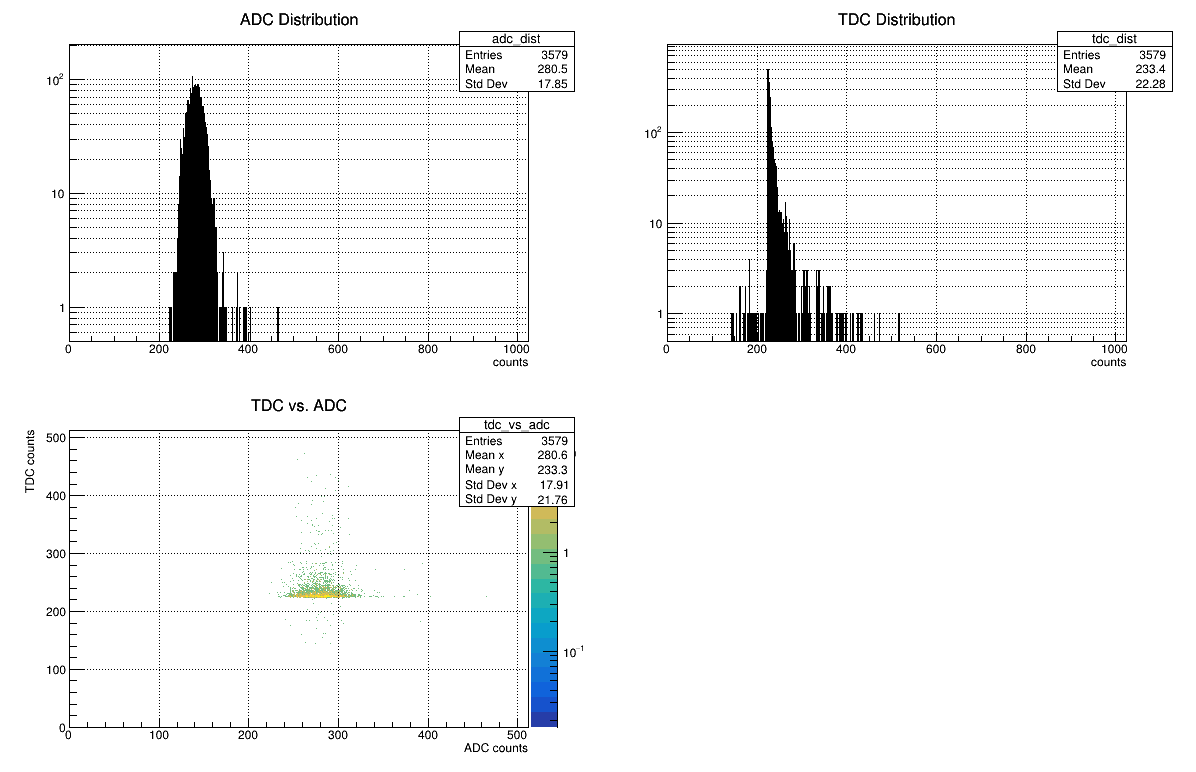 ADC Distribution
adc_dist
Entries 3579
Mean 280.5
Std Dev 17.85
10²
10
1
0 200 400 600 800 1000
counts
TDC Distribution
tdc_dist
Entries 3579
Mean 233.4
Std Dev 22.28
10²
10
1
0 200 400 600 800 1000
counts
TDC vs. ADC
tdc_vs_adc
Entries 3579
Mean x 280.6
Mean y 233.3
Std Dev x 17.91
Std Dev y 21.76
TDC counts
500
400
300
200
100
0
0 100 200 300 400 500
ADC counts
1
10⁻¹